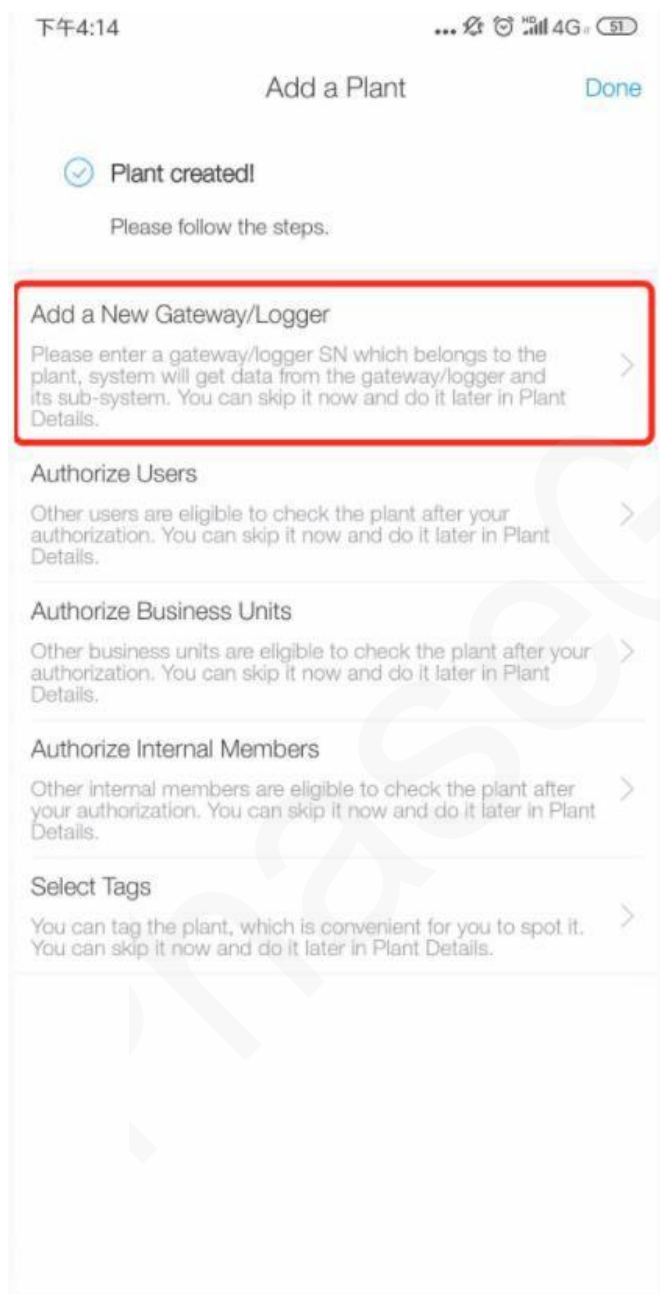 下午4:14 ... HD 4G 51
Add a Plant Done
Plant created!
Please follow the steps.
Add a New Gateway/Logger
Please enter a gateway/logger SN which belongs to the
plant, system will get data from the gateway/logger and
its sub-system. You can skip it now and do it later in Plant
Details.
Authorize Users
Other users are eligible to check the plant after your
authorization. You can skip it now and do it later in Plant
Details.
Authorize Business Units
Other business units are eligible to check the plant after your
authorization. You can skip it now and do it later in Plant
Details.
Authorize Internal Members
Other internal members are eligible to check the plant after
your authorization. You can skip it now and do it later in Plant
Details.
Select Tags
You can tag the plant, which is convenient for you to spot it.
You can skip it now and do it later in Plant Details.